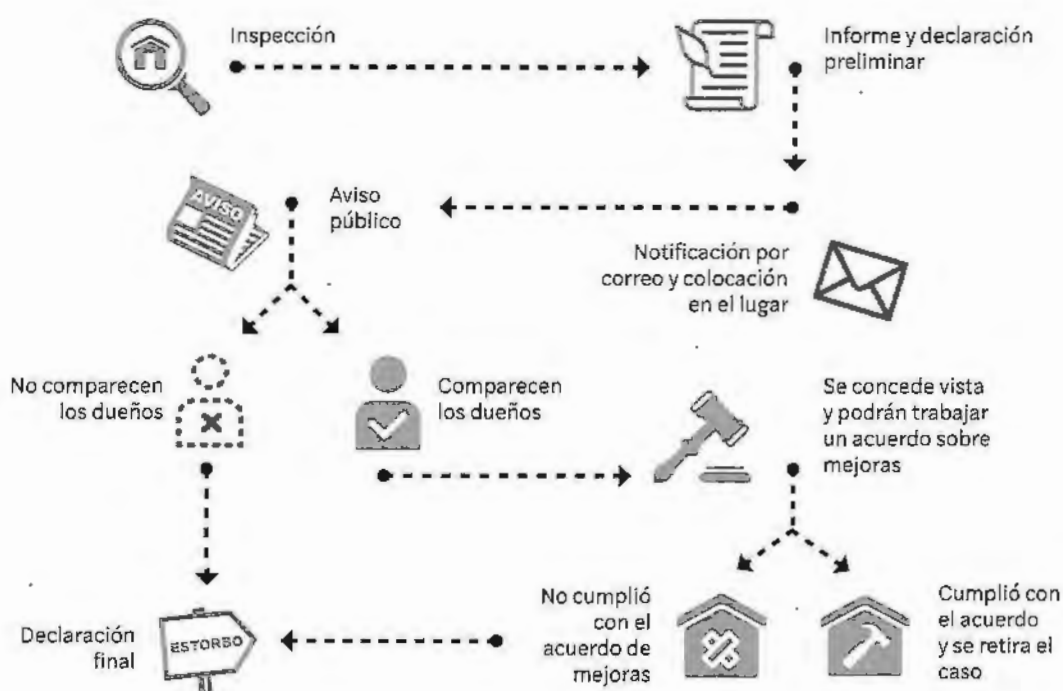 Inspección
Informe y declaración
preliminar
AVISO
Aviso
público
Notificación por
correo y colocación
en el lugar
No comparecen
los dueños
Comparecen
los dueños
Se concede vista
y podrán trabajar
un acuerdo sobre
mejoras
Declaración
final
ESTORBO
No cumplió
con el
acuerdo de
mejoras
Cumplió con
el acuerdo
y se retira el
caso